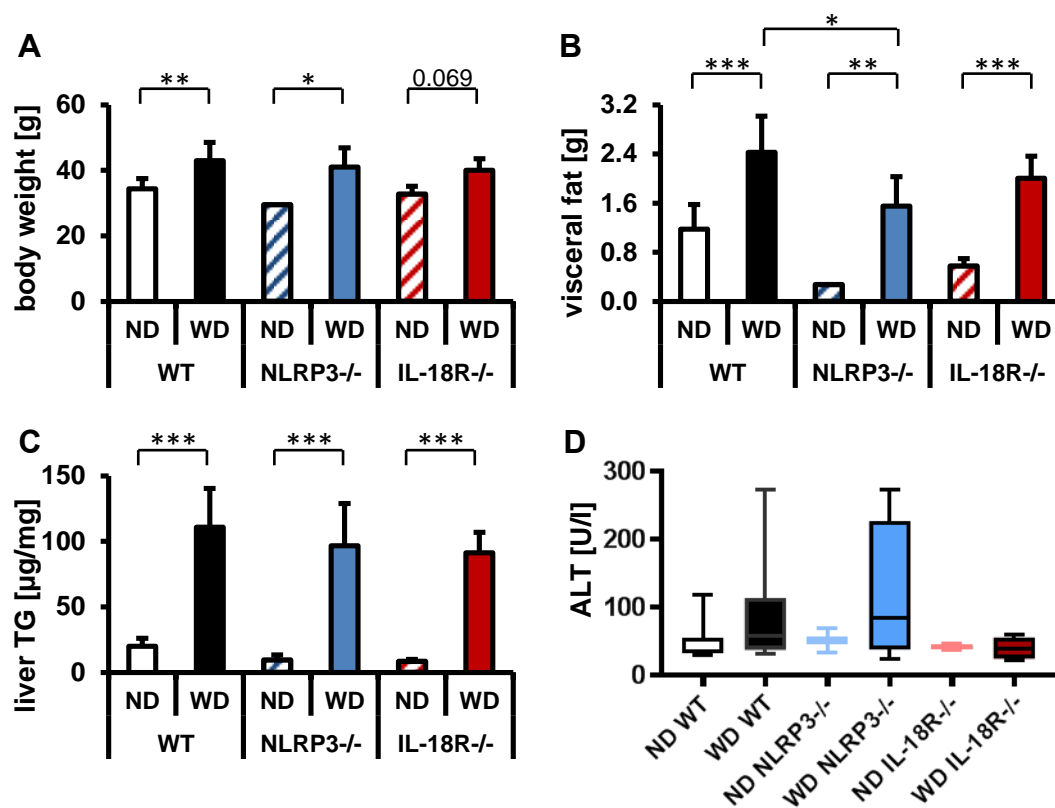 A
** * 0.069
body weight [g]
60
40
20
0
ND WD ND WD ND WD
WT NLRP3-/- IL-18R-/-
B
*
*** ** ***
visceral fat [g]
3.2
2.4
1.6
0.8
0.0
ND WD ND WD ND WD
WT NLRP3-/- IL-18R-/-
C
*** *** ***
liver TG [µg/mg]
150
100
50
0
ND WD ND WD ND WD
WT NLRP3-/- IL-18R-/-
D
ALT [U/l]
300
200
100
0
ND WT
WD WT
ND NLRP3-/-
WD NLRP3-/-
ND IL-18R-/-
WD IL-18R-/-